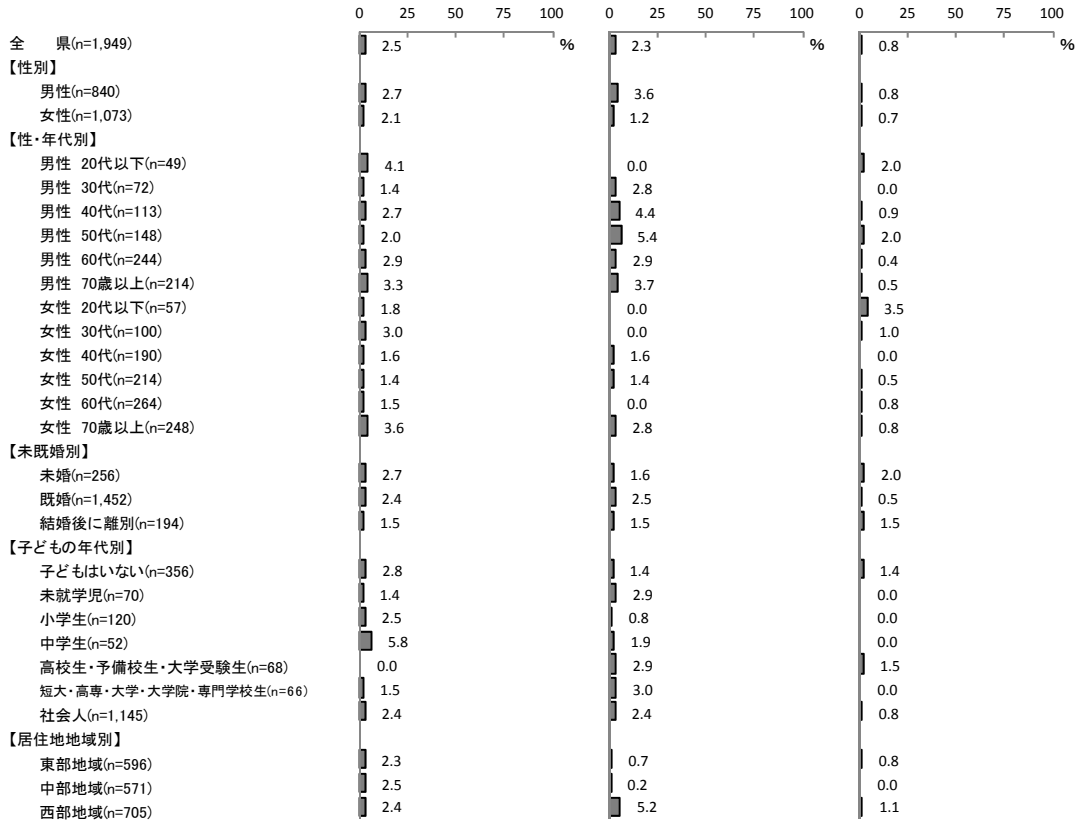 0 25 50 75 100 0 25 50 75 100 0 25 50 75 100
全　　県(n=1,949) 2.5 % 2.3 % 0.8 %
【性別】
男性(n=840) 2.7 3.6 0.8
女性(n=1,073) 2.1 1.2 0.7
【性・年代別】
男性 20代以下(n=49) 4.1 0.0 2.0
男性 30代(n=72) 1.4 2.8 0.0
男性 40代(n=113) 2.7 4.4 0.9
男性 50代(n=148) 2.0 5.4 2.0
男性 60代(n=244) 2.9 2.9 0.4
男性 70歳以上(n=214) 3.3 3.7 0.5
女性 20代以下(n=57) 1.8 0.0 3.5
女性 30代(n=100) 3.0 0.0 1.0
女性 40代(n=190) 1.6 1.6 0.0
女性 50代(n=214) 1.4 1.4 0.5
女性 60代(n=264) 1.5 0.0 0.8
女性 70歳以上(n=248) 3.6 2.8 0.8
【未既婚別】
未婚(n=256) 2.7 1.6 2.0
既婚(n=1,452) 2.4 2.5 0.5
結婚後に離別(n=194) 1.5 1.5 1.5
【子どもの年代別】
子どもはいない(n=356) 2.8 1.4 1.4
未就学児(n=70) 1.4 2.9 0.0
小学生(n=120) 2.5 0.8 0.0
中学生(n=52) 5.8 1.9 0.0
高校生・予備校生・大学受験生(n=68) 0.0 2.9 1.5
短大・高専・大学・大学院・専門学校生(n=66) 1.5 3.0 0.0
社会人(n=1,145) 2.4 2.4 0.8
【居住地地域別】
東部地域(n=596) 2.3 0.7 0.8
中部地域(n=571) 2.5 0.2 0.0
西部地域(n=705) 2.4 5.2 1.1